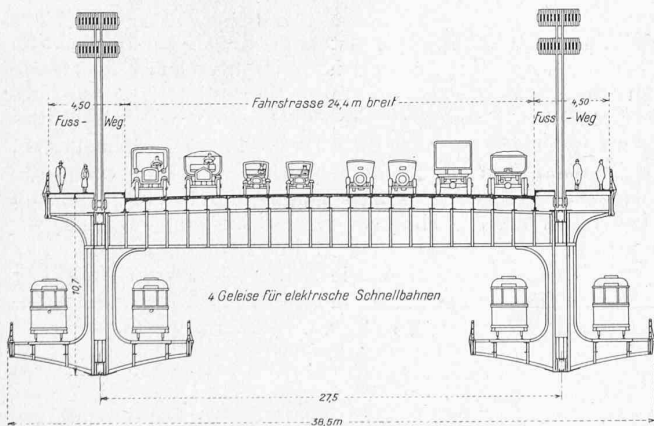 4,50
Fahrstrasse 24,4 m breit
4,50
Fuss - Weg
Fuss - Weg
10,7
4 Geleise für elektrische Schnellbahnen
27,5
38,5m